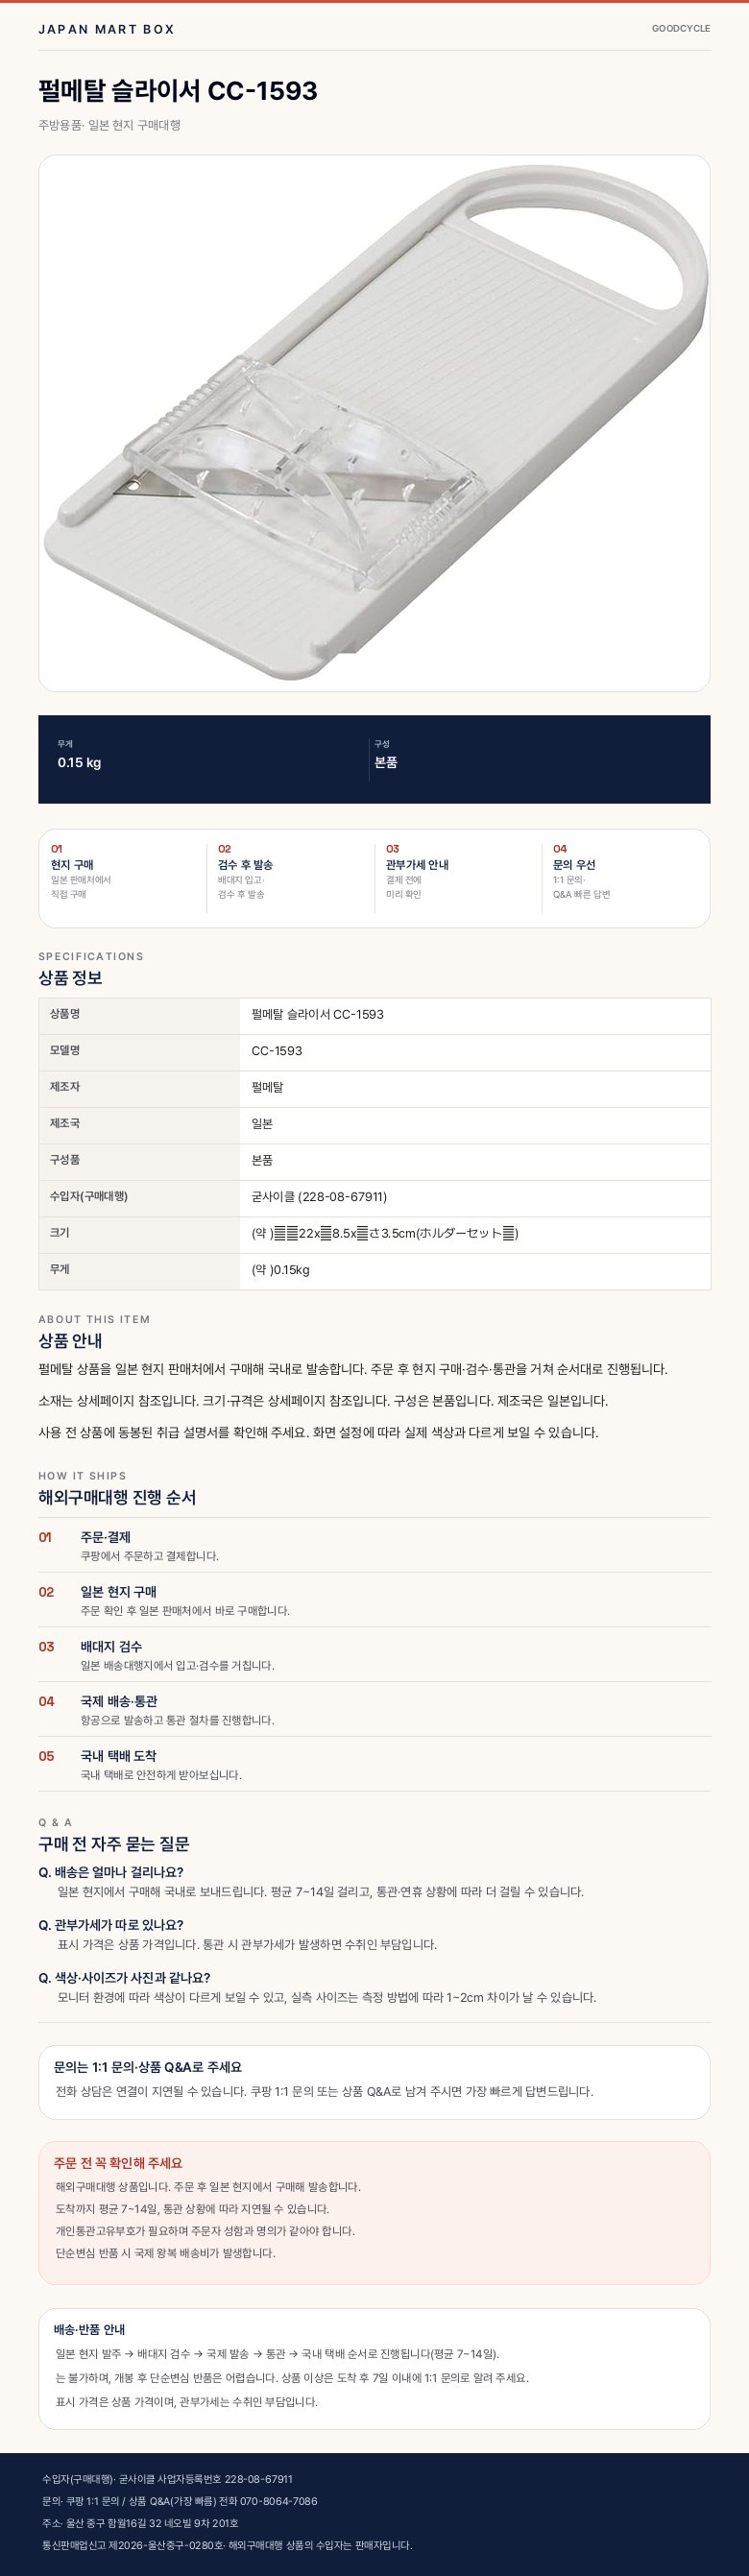 JAPAN MART BOX
GOODCYCLE
펄메탈 슬라이서 CC-1593
주방용품· 일본 현지 구매대행
무게
0.15 kg
구성
본품
01
현지 구매
일본 판매처에서
직접 구매
02
검수 후 발송
배대지 입고·
검수 후 발송
03
관부가세 안내
결제 전에
미리 확인
04
문의 우선
1:1 문의·
Q&A 빠른 답변
SPECIFICATIONS
상품 정보
상품명 펄메탈 슬라이서 CC-1593
모델명 CC-1593
제조자 펄메탈
제조국 일본
구성품 본품
수입자(구매대행) 굳사이클 (228-08-67911)
크기 (약 )22x8.5xさ3.5cm(ホルダーセット)
무게 (약 )0.15kg
ABOUT THIS ITEM
상품 안내
펄메탈 상품을 일본 현지 판매처에서 구매해 국내로 발송합니다. 주문 후 현지 구매·검수·통관을 거쳐 순서대로 진행됩니다.
소재는 상세페이지 참조입니다. 크기·규격은 상세페이지 참조입니다. 구성은 본품입니다. 제조국은 일본입니다.
사용 전 상품에 동봉된 취급 설명서를 확인해 주세요. 화면 설정에 따라 실제 색상과 다르게 보일 수 있습니다.
HOW IT SHIPS
해외구매대행 진행 순서
01 주문·결제
쿠팡에서 주문하고 결제합니다.
02 일본 현지 구매
주문 확인 후 일본 판매처에서 바로 구매합니다.
03 배대지 검수
일본 배송대행지에서 입고·검수를 거칩니다.
04 국제 배송·통관
항공으로 발송하고 통관 절차를 진행합니다.
05 국내 택배 도착
국내 택배로 안전하게 받아보십니다.
Q & A
구매 전 자주 묻는 질문
Q. 배송은 얼마나 걸리나요?
일본 현지에서 구매해 국내로 보내드립니다. 평균 7~14일 걸리고, 통관·연휴 상황에 따라 더 걸릴 수 있습니다.
Q. 관부가세가 따로 있나요?
표시 가격은 상품 가격입니다. 통관 시 관부가세가 발생하면 수취인 부담입니다.
Q. 색상·사이즈가 사진과 같나요?
모니터 환경에 따라 색상이 다르게 보일 수 있고, 실측 사이즈는 측정 방법에 따라 1~2cm 차이가 날 수 있습니다.
문의는 1:1 문의·상품 Q&A로 주세요
전화 상담은 연결이 지연될 수 있습니다. 쿠팡 1:1 문의 또는 상품 Q&A로 남겨 주시면 가장 빠르게 답변드립니다.
주문 전 꼭 확인해 주세요
해외구매대행 상품입니다. 주문 후 일본 현지에서 구매해 발송합니다.
도착까지 평균 7~14일, 통관 상황에 따라 지연될 수 있습니다.
개인통관고유부호가 필요하며 주문자 성함과 명의가 같아야 합니다.
단순변심 반품 시 국제 왕복 배송비가 발생합니다.
배송·반품 안내
일본 현지 발주 → 배대지 검수 → 국제 발송 → 통관 → 국내 택배 순서로 진행됩니다(평균 7~14일).
는 불가하며, 개봉 후 단순변심 반품은 어렵습니다. 상품 이상은 도착 후 7일 이내에 1:1 문의로 알려 주세요.
표시 가격은 상품 가격이며, 관부가세는 수취인 부담입니다.
수입자(구매대행)· 굳사이클 사업자등록번호 228-08-67911
문의· 쿠팡 1:1 문의 / 상품 Q&A(가장 빠름) 전화 070-8064-7086
주소· 울산 중구 함월16길 32 네오빌 9차 201호
통신판매업신고 제2026-울산중구-0280호· 해외구매대행 상품의 수입자는 판매자입니다.